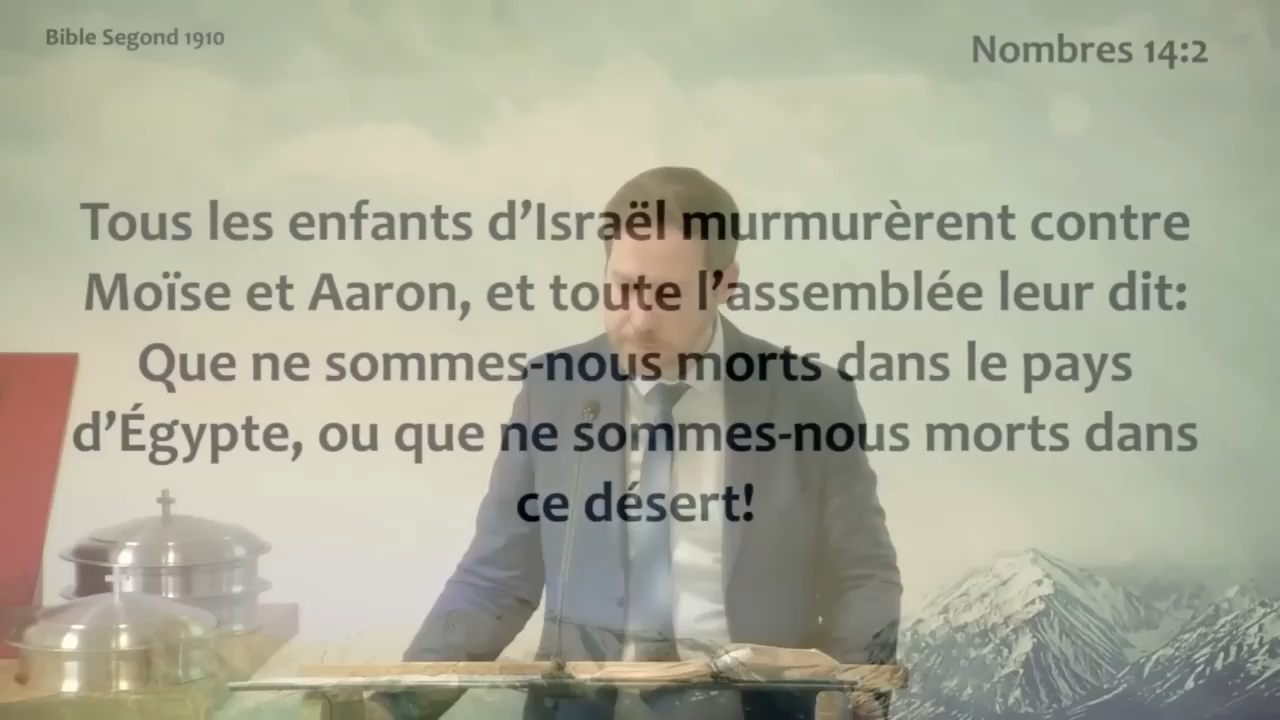 Bible Segond 1910
Nombres 14:2
Tous les enfants d’Israël murmurèrent contre
Moïse et Aaron, et toute l’assemblée leur dit:
Que ne sommes-nous morts dans le pays
d’Égypte, ou que ne sommes-nous morts dans
ce désert!